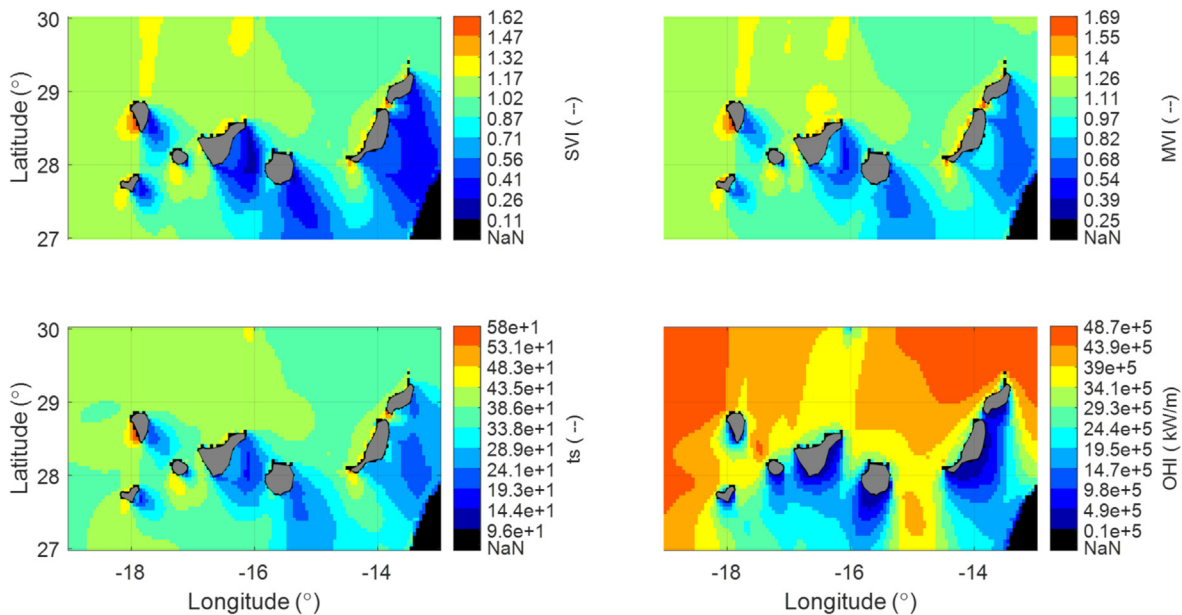 30
29
28
27
Latitude (°)
1.62
1.47
1.32
1.17
1.02
0.87
0.71
0.56
0.41
0.26
0.11
NaN
SVI (--)
1.69
1.55
1.4
1.26
1.11
0.97
0.82
0.68
0.54
0.39
0.25
NaN
MVI (--)
30
29
28
27
Latitude (°)
-18
-16
-14
Longitude (°)
58e+1
53.1e+1
48.3e+1
43.5e+1
38.6e+1
33.8e+1
28.9e+1
24.1e+1
19.3e+1
14.4e+1
9.6e+1
NaN
ts (--)
-18
-16
-14
Longitude (°)
48.7e+5
43.9e+5
39e+5
34.1e+5
29.3e+5
24.4e+5
19.5e+5
14.7e+5
9.8e+5
4.9e+5
0.1e+5
NaN
OHI ( kW/m)